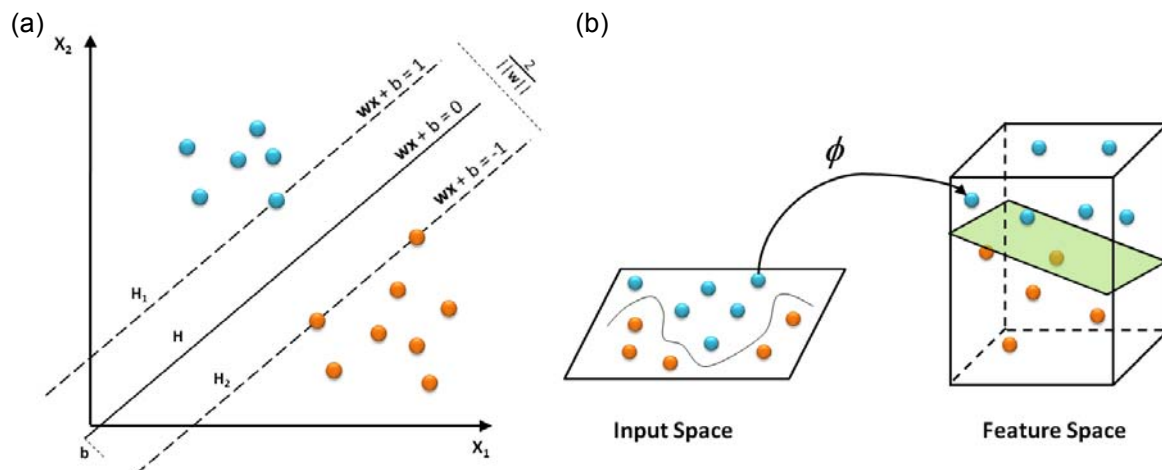 (a)
X2
wx + b = 1
2
||w||
wx + b = 0
wx + b = -1
H1
H
H2
b
X1
(b)
ϕ
Input Space
Feature Space